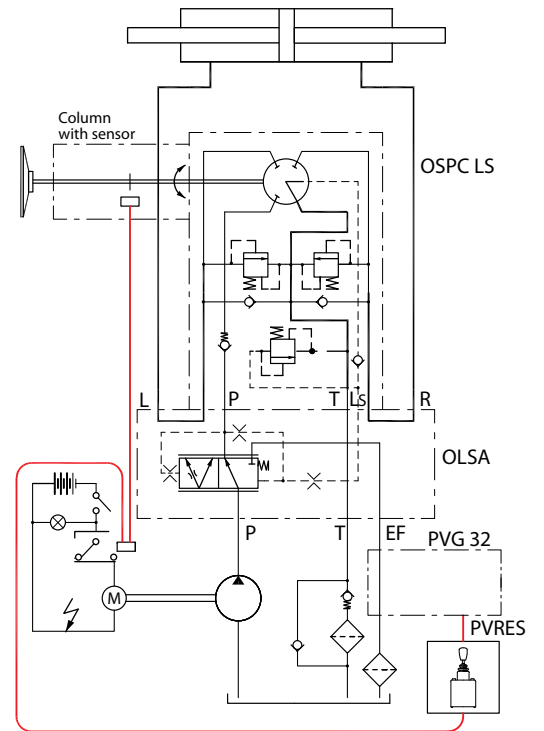 Column
with sensor
OSPC LS
L
P
T
Ls
R
OLSA
P
T
EF
PVG 32
M
PVRES